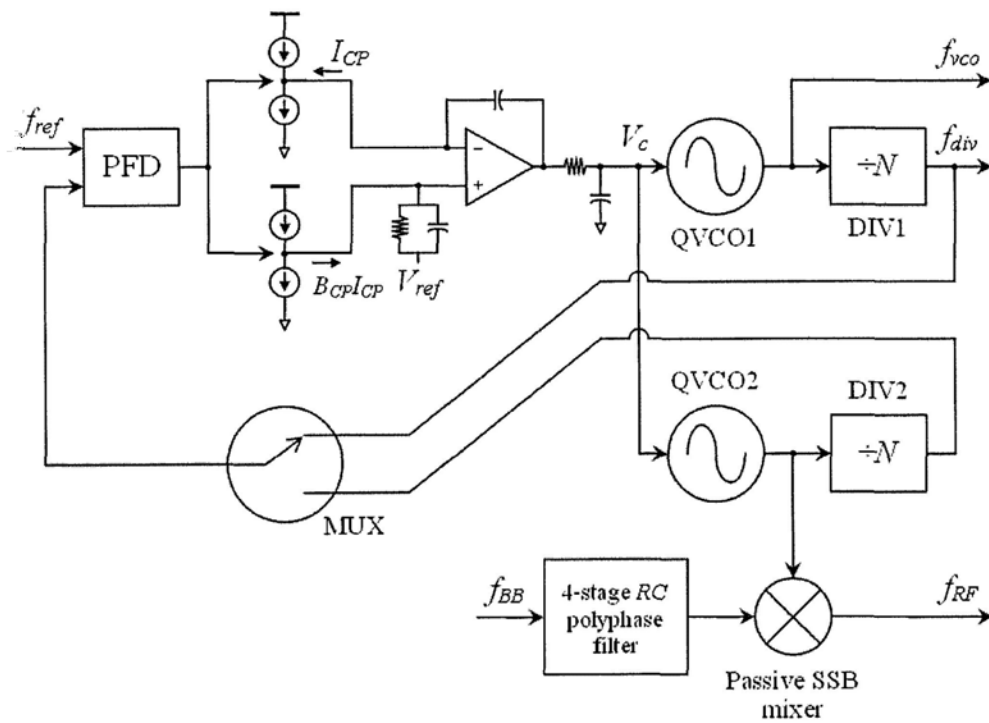 I_CP
f_ref
PFD
B_CP I_CP
V_ref
−
+
V_c
QVCO1
÷N
DIV1
f_vco
f_div
MUX
QVCO2
DIV2
÷N
f_BB
4-stage RC
polyphase
filter
Passive SSB
mixer
f_RF